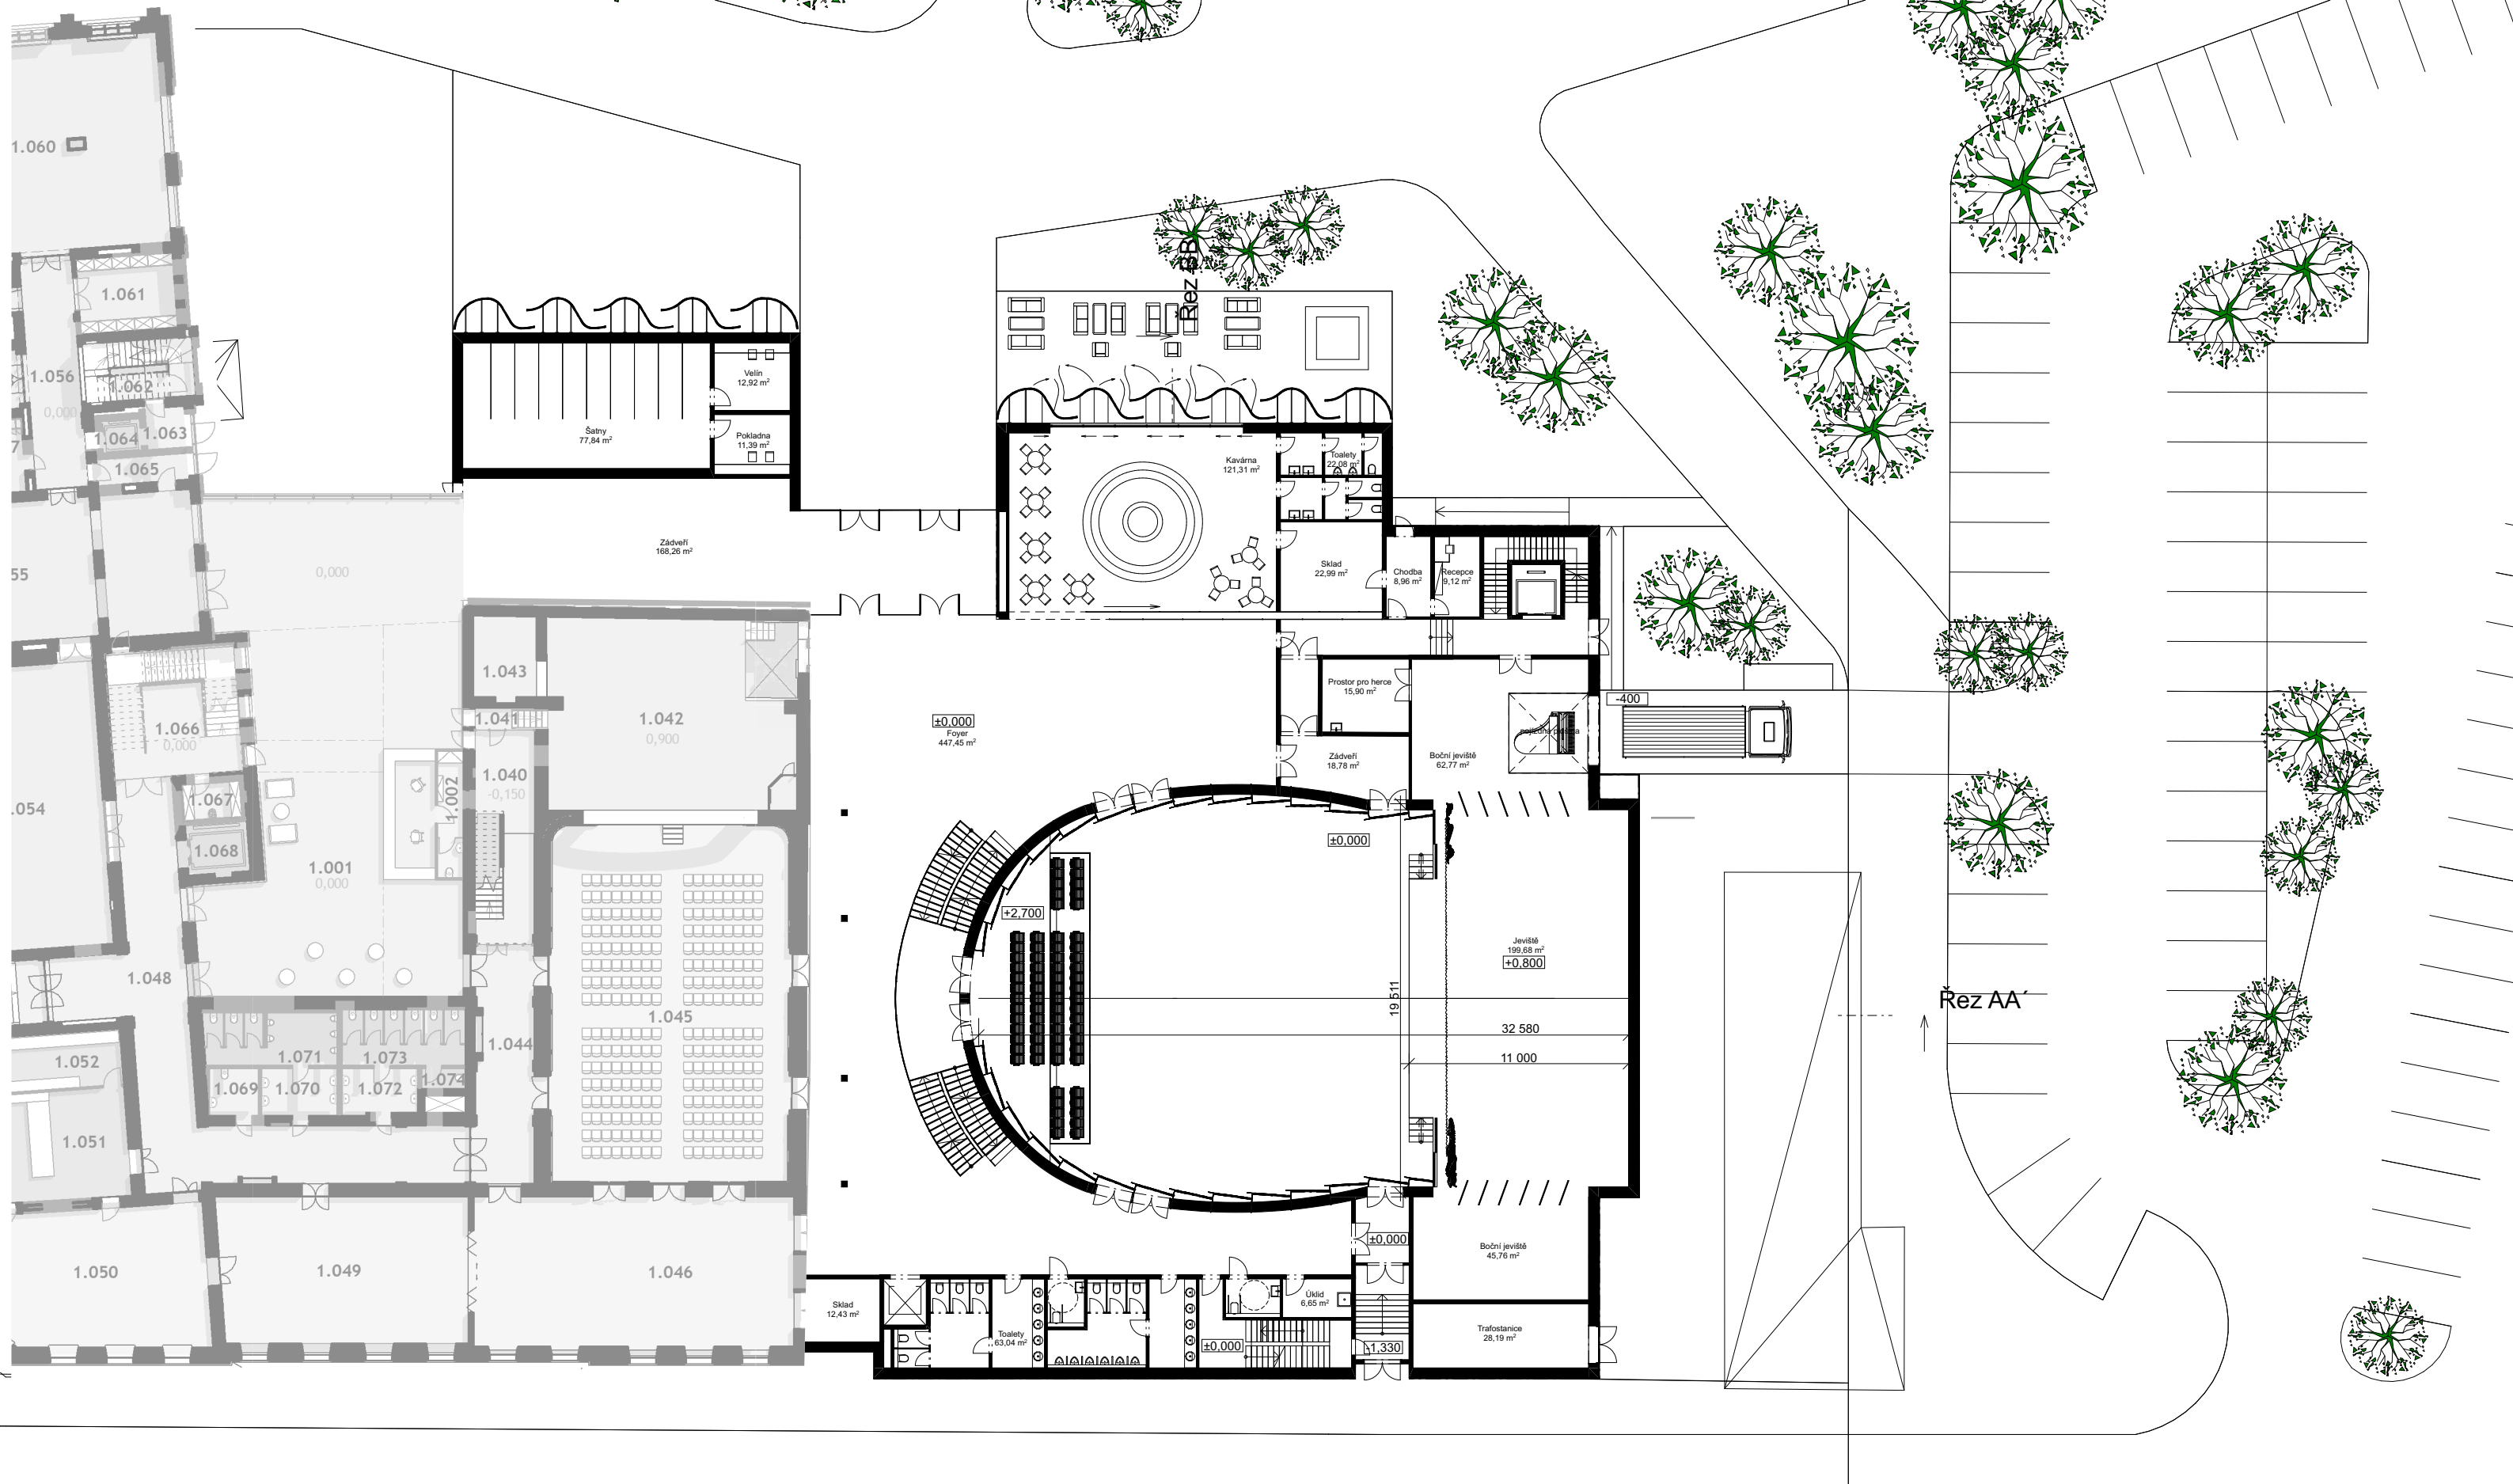 1.060
Řez BB
1.061
1.056
0,000
1.062
1.064
1.063
1.065
7
55
Velín
12,92 m²
Šatny
77,84 m²
Pokladna
11,39 m²
Kavárna
121,31 m²
Toalety
22,08 m²
Zádveří
168,26 m²
0,000
Sklad
22,99 m²
Chodba
8,96 m²
Recepce
9,12 m²
1.043
1.042
0,900
1.041
1.040
-0,150
1.066
0,000
1.002
1.067
1.068
1.001
0,000
.054
±0,000
Foyer
447,45 m²
Prostor pro herce
15,90 m²
Zádveří
18,78 m²
Boční jeviště
62,77 m²
-400
±0,000
+2,700
Jeviště
199,68 m²
+0,800
19 511
32 580
11 000
Řez AA´
1.048
1.045
1.044
1.052
1.051
1.071
1.073
1.069
1.070
1.072
1.074
1.050
1.049
1.046
±0,000
Boční jeviště
45,76 m²
Sklad
12,43 m²
Toalety
63,04 m²
Úklid
6,65 m²
±0,000
-1,330
Trafostanice
28,19 m²